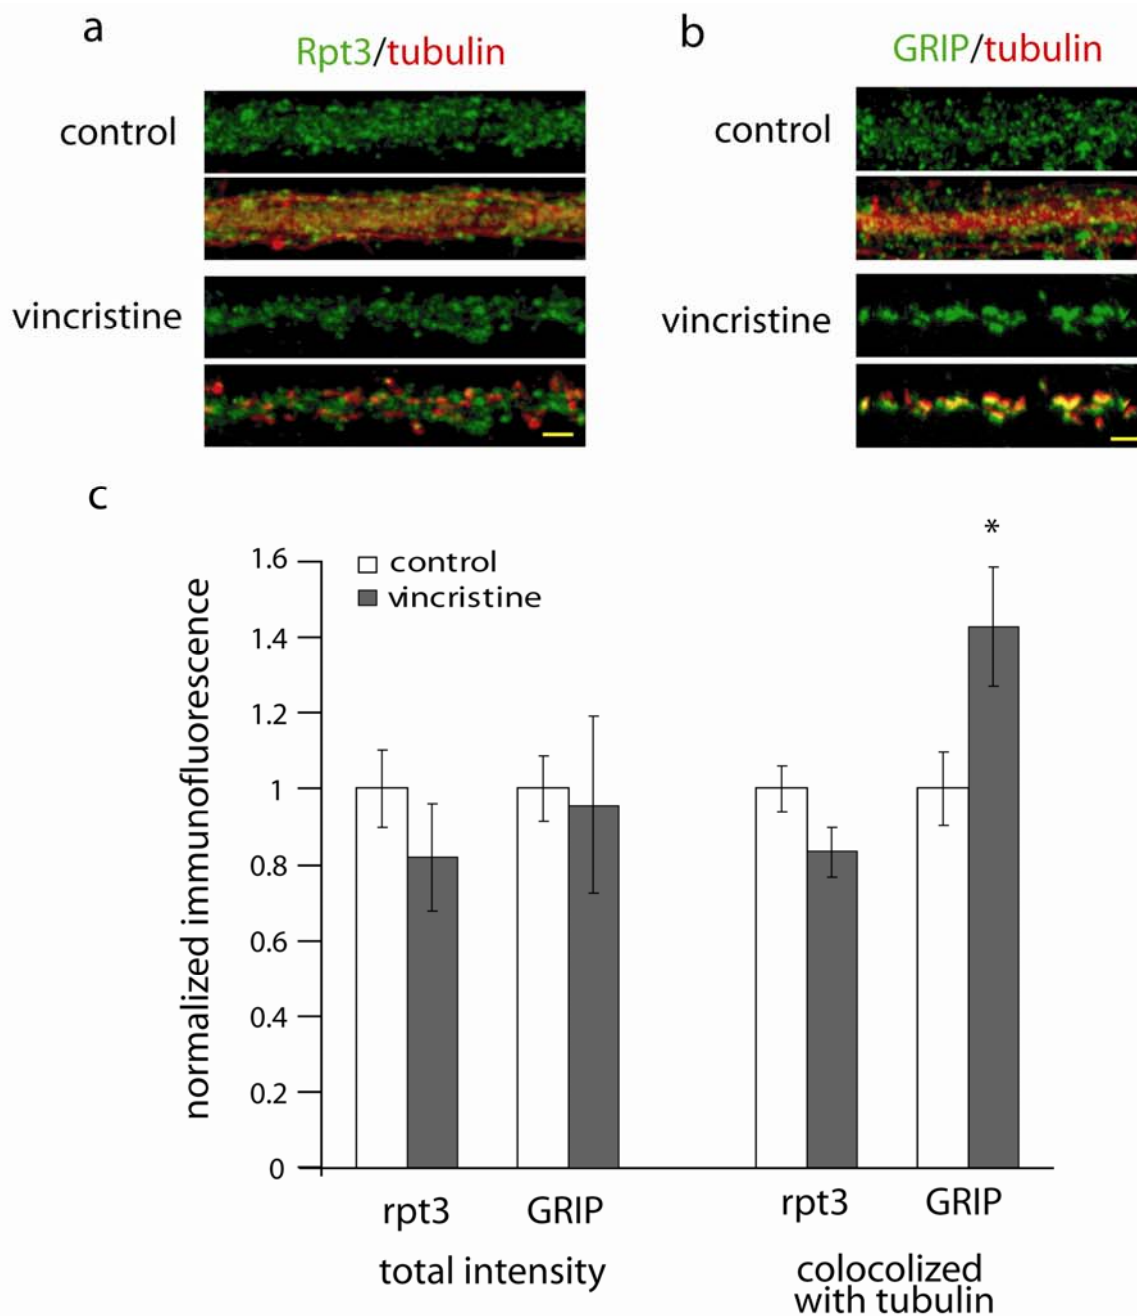 a
Rpt3/tubulin
control
vincristine
b
GRIP/tubulin
control
vincristine
c
normalized immunofluorescence
1.6
1.4
1.2
1
0.8
0.6
0.4
0.2
0
control
vincristine
*
rpt3
GRIP
rpt3
GRIP
total intensity
colocolized
with tubulin